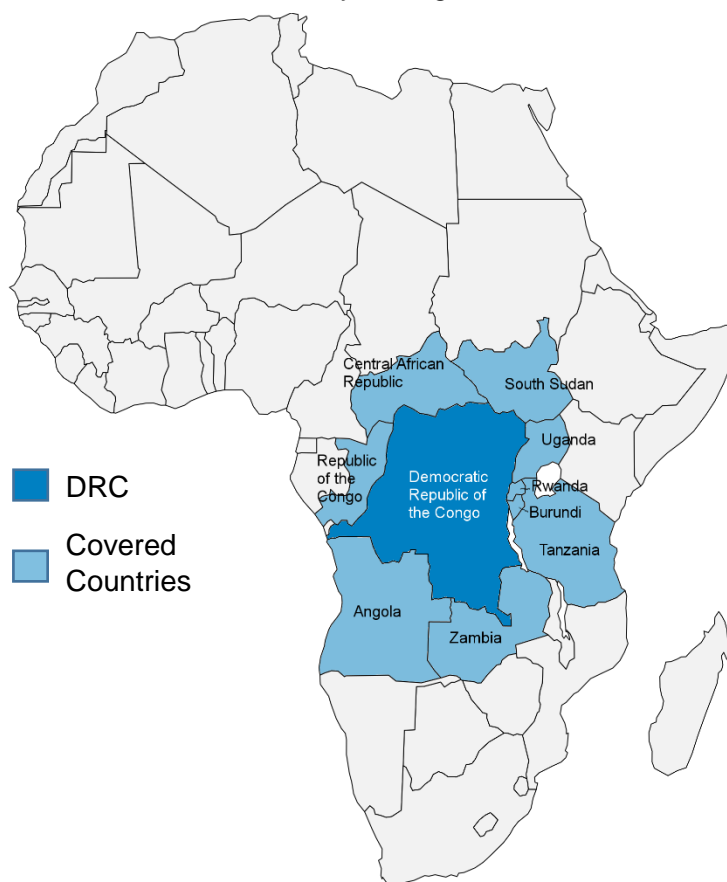 Central African
Republic
South Sudan
Uganda
Republic
of the
Congo
Democratic
Republic of
the Congo
Rwanda
Burundi
Tanzania
Angola
Zambia
DRC
Covered
Countries